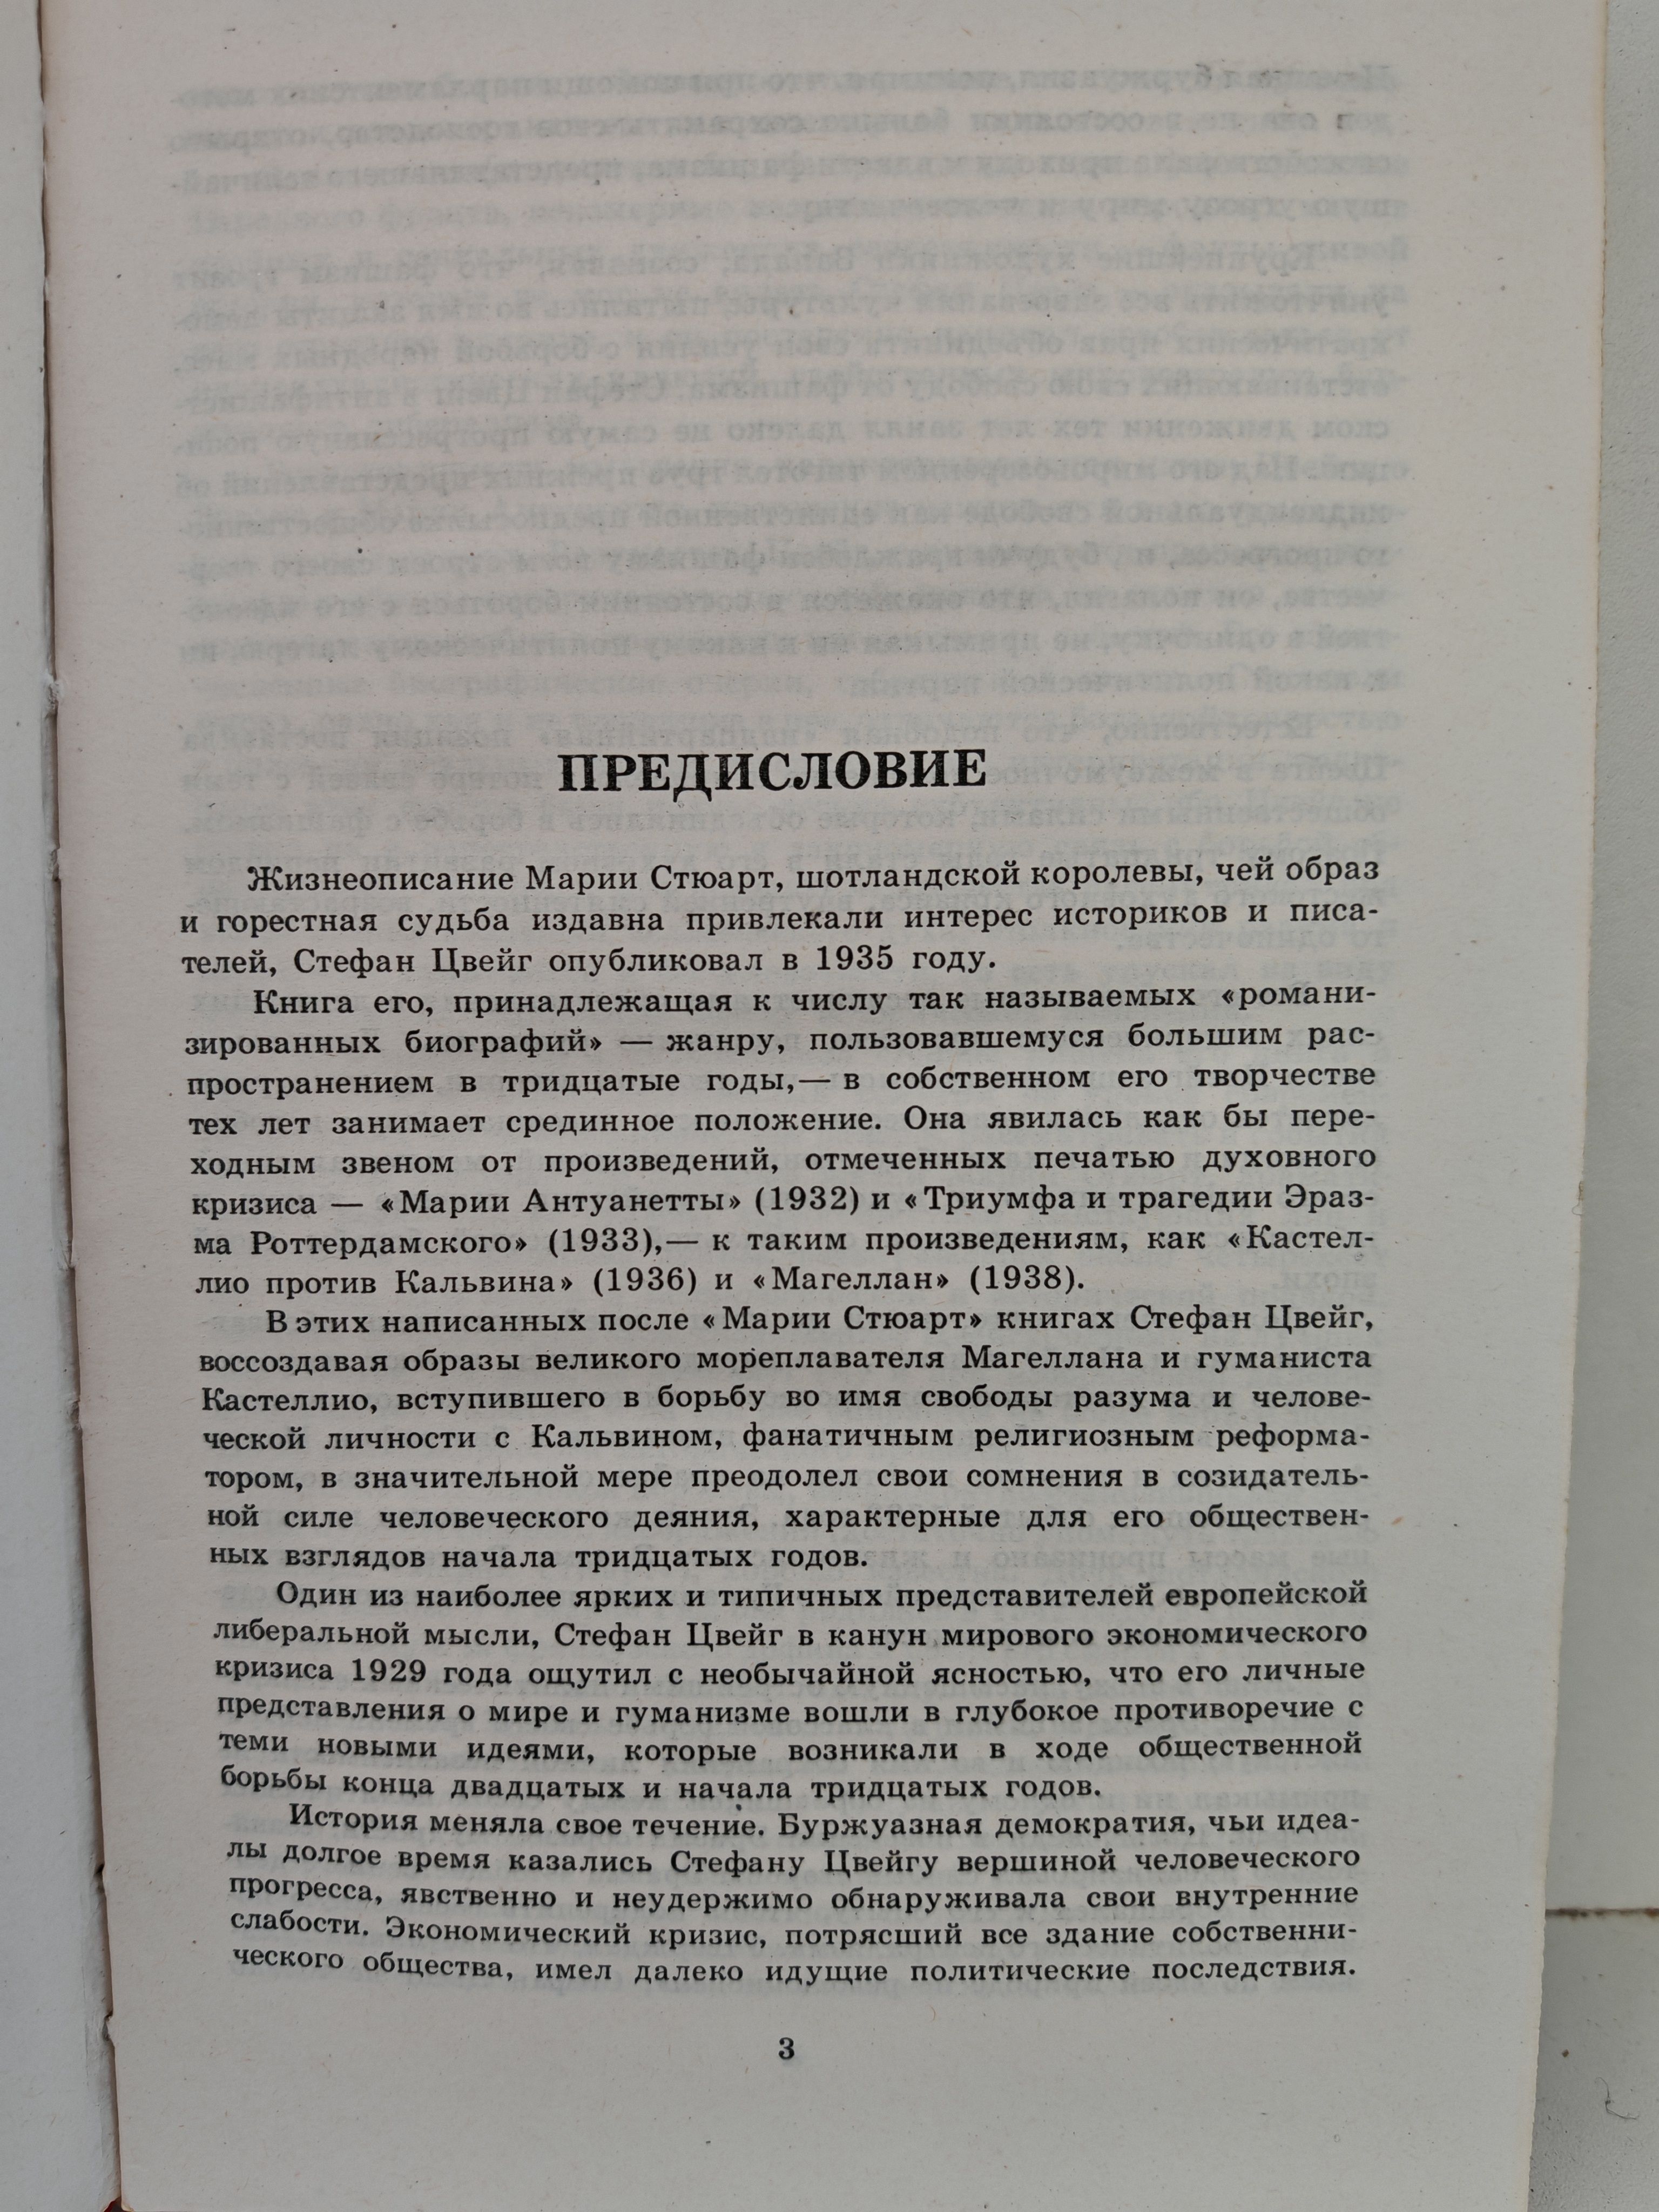 ПРЕДИСЛОВИЕ
Жизнеописание Марии Стюарт, шотландской королевы, чей образ
и горестная судьба издавна привлекали интерес историков и писа-
телей, Стефан Цвейг опубликовал в 1935 году.
Книга его, принадлежащая к числу так называемых «романи-
зированных биографий» — жанру, пользовавшемуся большим рас-
пространением в тридцатые годы,— в собственном его творчестве
тех лет занимает срединное положение. Она явилась как бы пере-
ходным звеном от произведений, отмеченных печатью духовного
кризиса — «Марии Антуанетты» (1932) и «Триумфа и трагедии Эраз-
ма Роттердамского» (1933),— к таким произведениям, как «Кастел-
лио против Кальвина» (1936) и «Магеллан» (1938).
В этих написанных после «Марии Стюарт» книгах Стефан Цвейг,
воссоздавая образы великого мореплавателя Магеллана и гуманиста
Кастеллио, вступившего в борьбу во имя свободы разума и челове-
ческой личности с Кальвином, фанатичным религиозным реформа-
тором, в значительной мере преодолел свои сомнения в созидатель-
ной силе человеческого деяния, характерные для его обществен-
ных взглядов начала тридцатых годов.
Один из наиболее ярких и типичных представителей европейской
либеральной мысли, Стефан Цвейг в канун мирового экономического
кризиса 1929 года ощутил с необычайной ясностью, что его личные
представления о мире и гуманизме вошли в глубокое противоречие с
теми новыми идеями, которые возникали в ходе общественной
борьбы конца двадцатых и начала тридцатых годов.
История меняла свое течение. Буржуазная демократия, чьи идеа-
лы долгое время казались Стефану Цвейгу вершиной человеческого
прогресса, явственно и неудержимо обнаруживала свои внутренние
слабости. Экономический кризис, потрясший все здание собственни-
ческого общества, имел далеко идущие политические последствия.
3